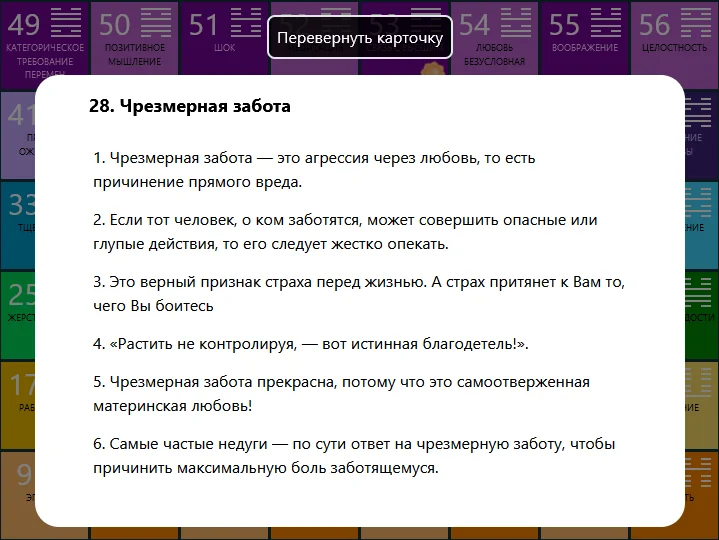 49
50
51
54
55
56
КАТЕГОРИЧЕСКОЕ
ТРЕБОВАНИЕ
ПЕРЕМЕН
ПОЗИТИВНОЕ
МЫШЛЕНИЕ
ШОК
Перевернуть карточку
ЛЮБОВЬ
БЕЗУСЛОВНАЯ
ВООБРАЖЕНИЕ
ЦЕЛОСТНОСТЬ
28. Чрезмерная забота
1. Чрезмерная забота — это агрессия через любовь, то есть
причинение прямого вреда.
2. Если тот человек, о ком заботятся, может совершить опасные или
глупые действия, то его следует жестко опекать.
3. Это верный признак страха перед жизнью. А страх притянет к Вам то,
чего Вы боитесь
4. «Растить не контролируя, — вот истинная благодетель!».
5. Чрезмерная забота прекрасна, потому что это самоотверженная
материнская любовь!
6. Самые частые недуги — по сути ответ на чрезмерную заботу, чтобы
причинить максимальную боль заботящемуся.
41
33
25
17
9